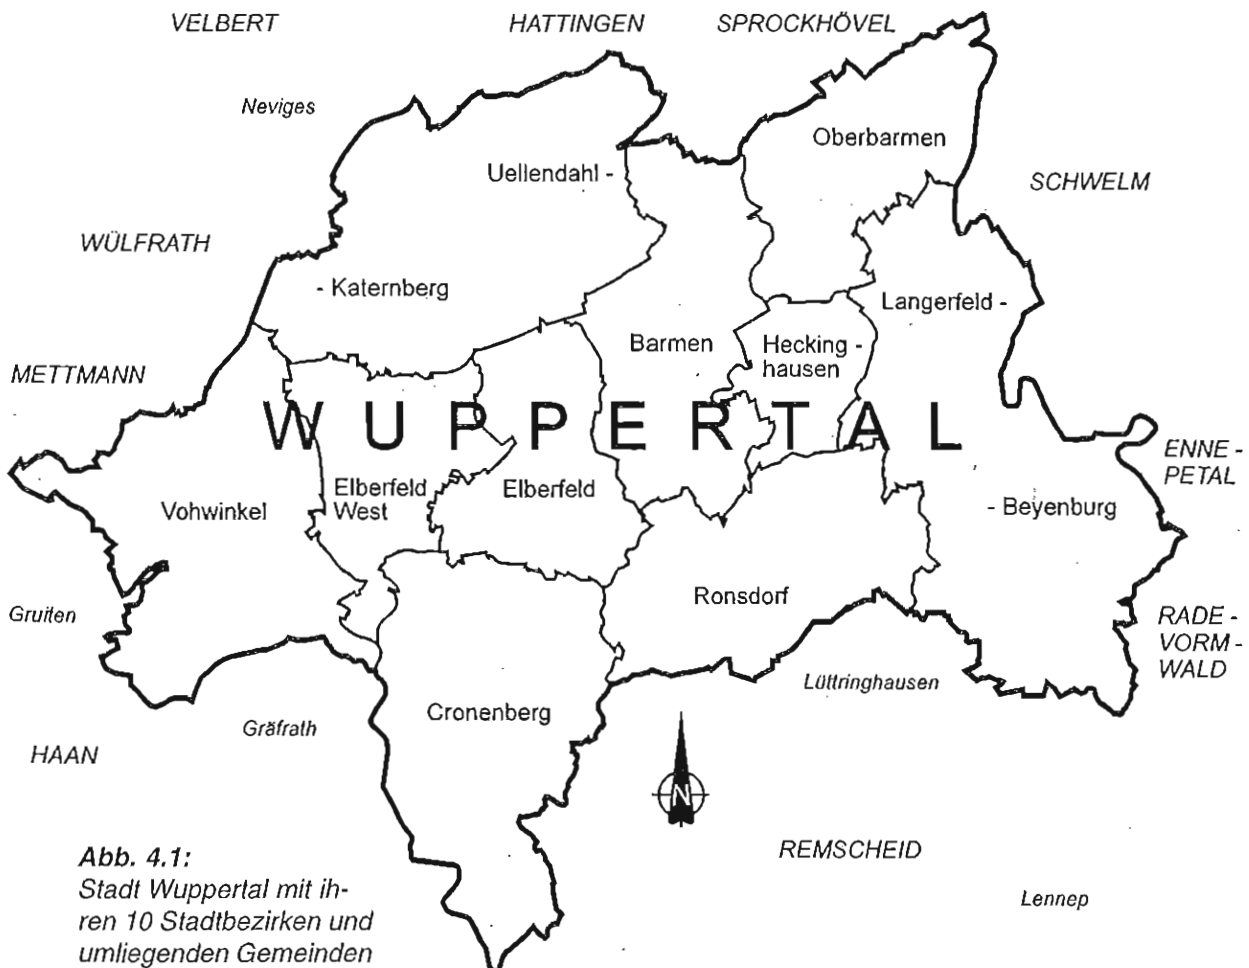 VELBERT
HATTINGEN
SPROCKHÖVEL
Neviges
Oberbarmen
Uellendahl -
SCHWELM
WÜLFRATH
- Katernberg
Langerfeld -
Barmen
Hecking -
hausen
METTMANN
WUPPERTAL
ENNE -
PETAL
Elberfeld
West
Elberfeld
Vohwinkel
- Beyenburg
Ronsdorf
Gruiten
RADE -
VORM -
WALD
Lüttringhausen
Cronenberg
Gräfrath
HAAN
N
REMSCHEID
Lennep
Abb. 4.1:
Stadt Wuppertal mit ih-
ren 10 Stadtbezirken und
umliegenden Gemeinden